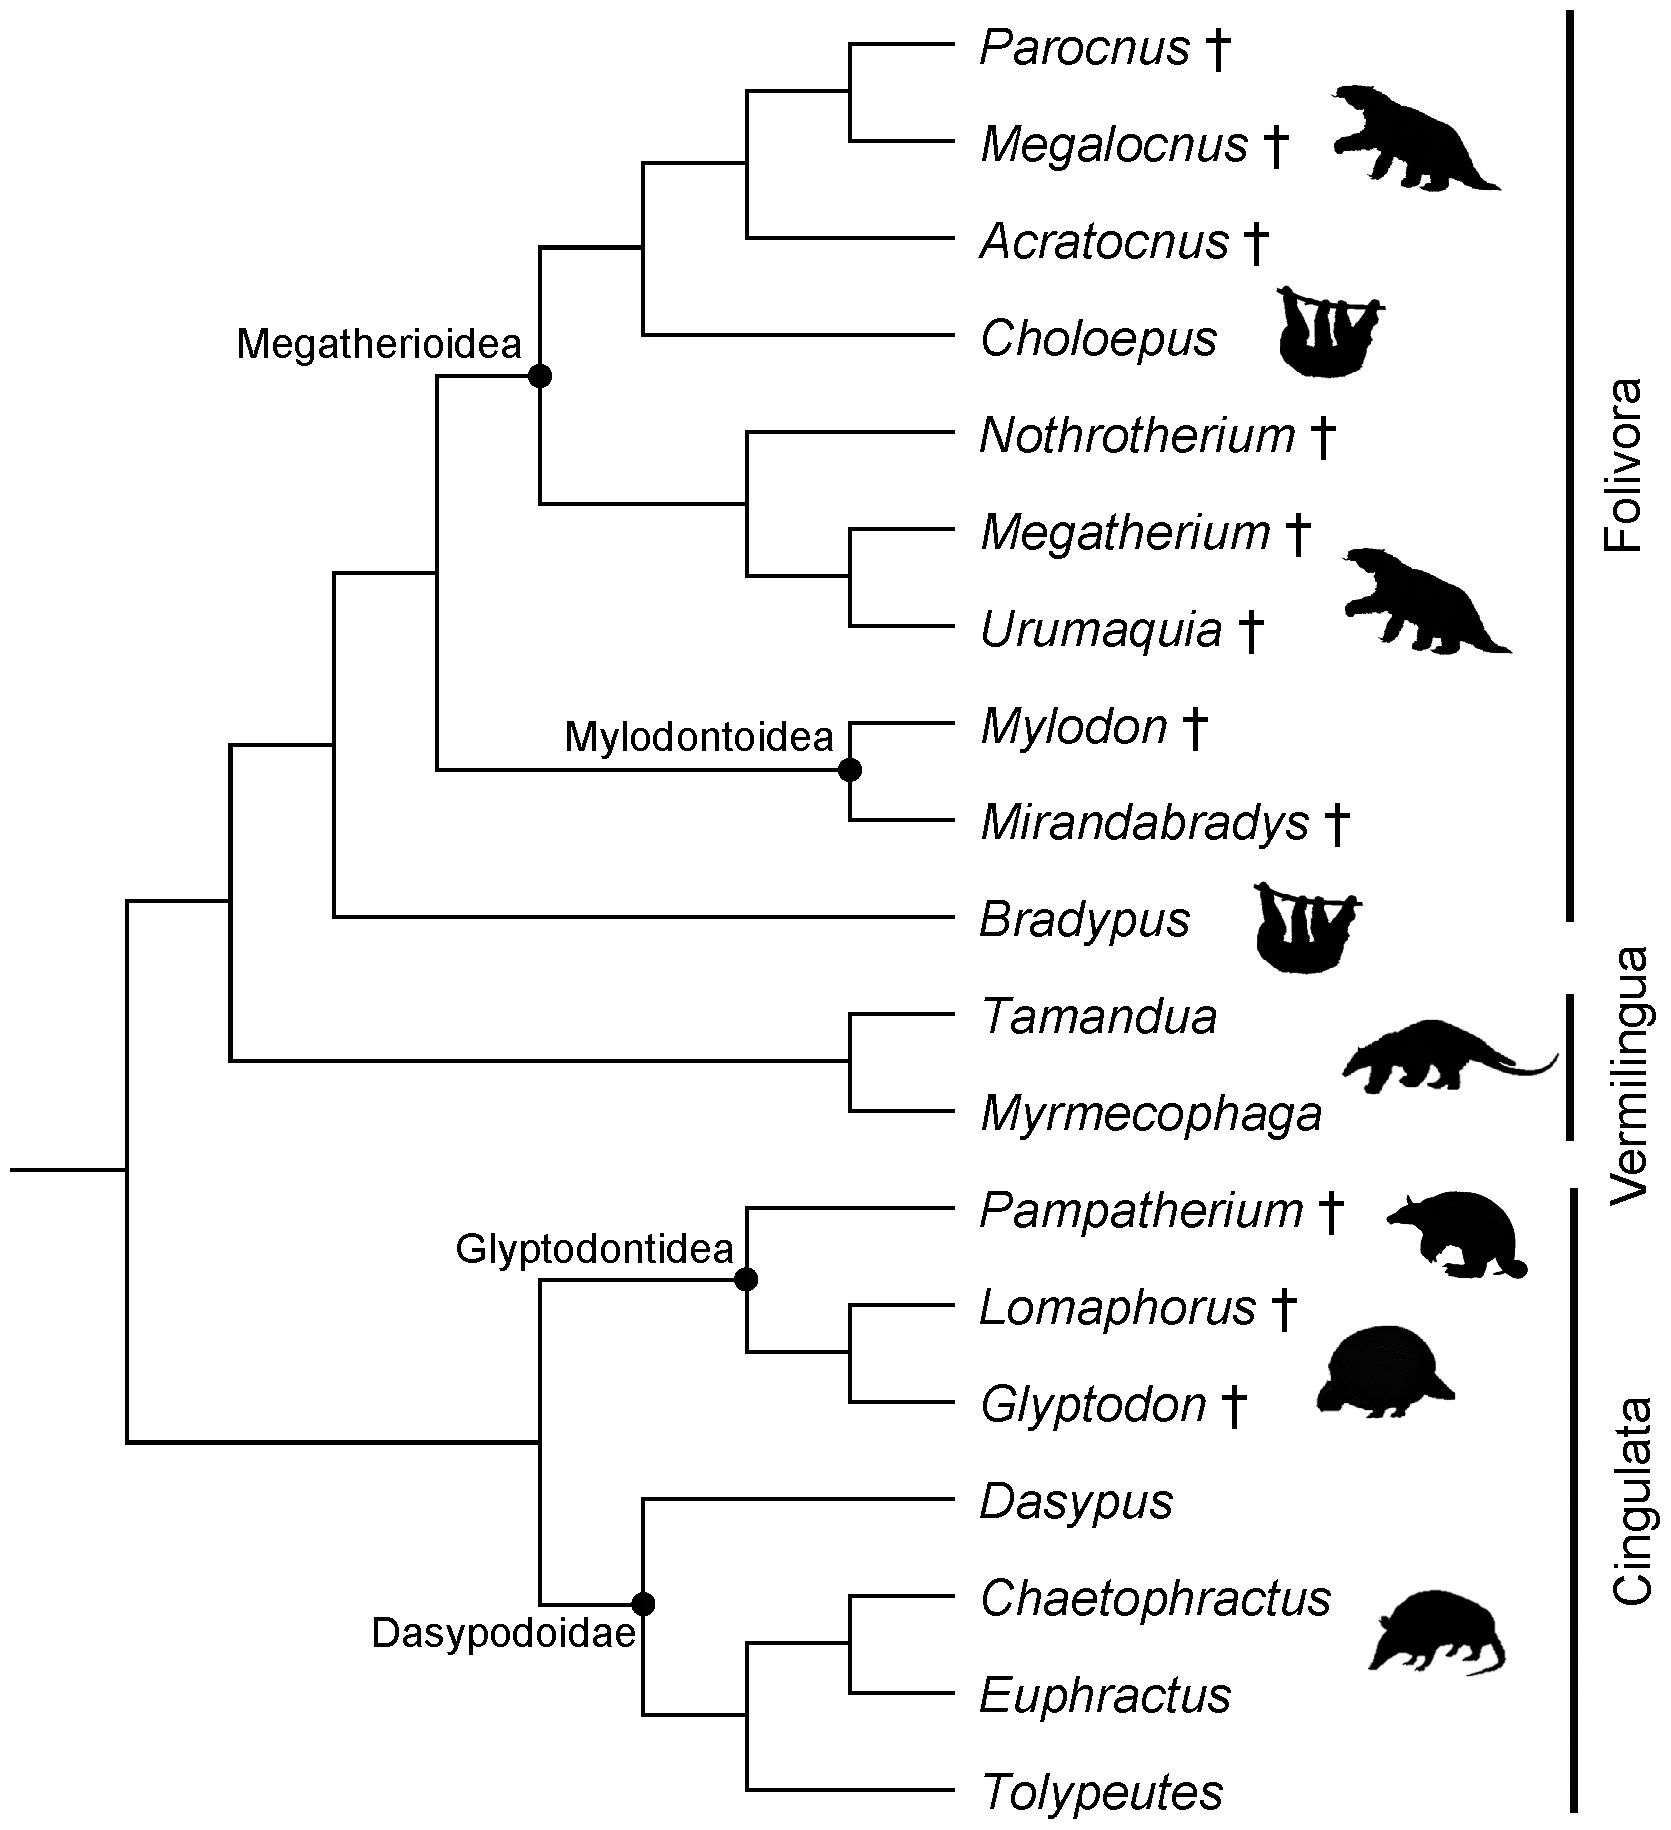 Parocnus †
Megalocnus †
Acratocnus †
Choloepus
Megatherioidea
Nothrotherium †
Megatherium †
Urumaquia †
Folivora
Mylodontoidea
Mylodon †
Mirandabradys †
Bradypus
Tamandua
Myrmecophaga
Vermilingua
Pampatherium †
Glyptodontidea
Lomaphorus †
Glyptodon †
Dasypus
Chaetophractus
Dasypodoidae
Euphractus
Tolypeutes
Cingulata